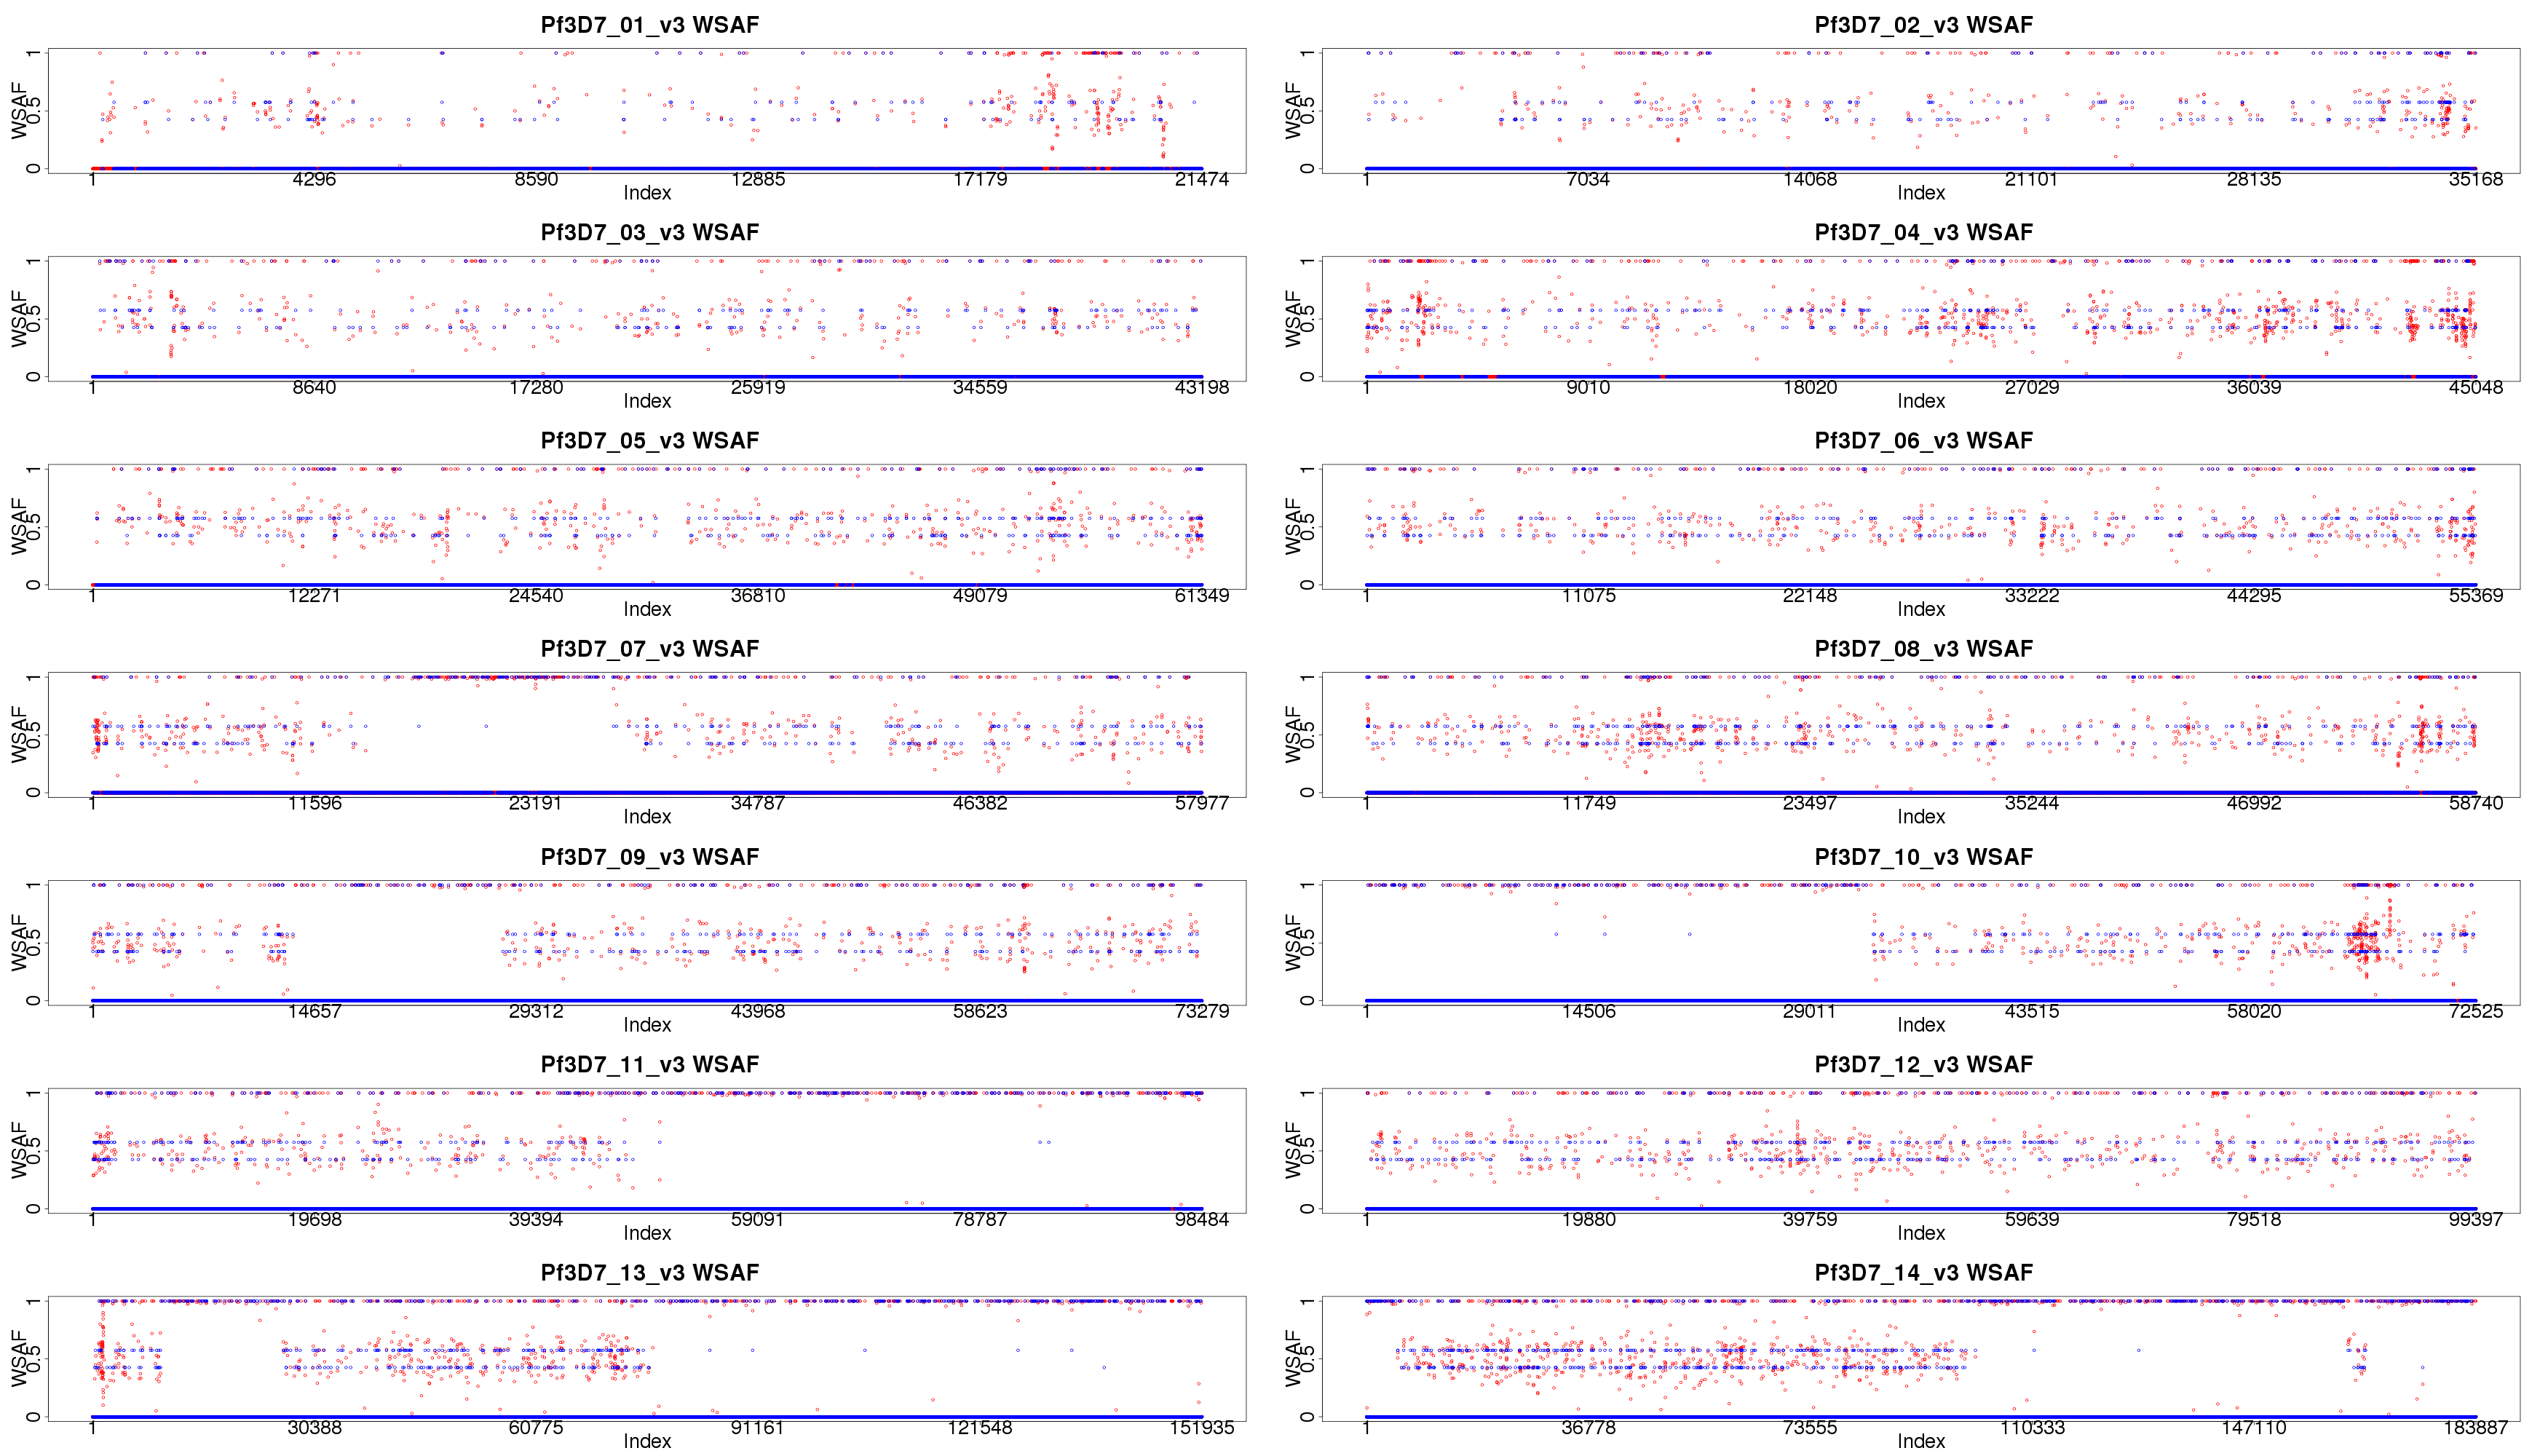 Pf3D7_01_v3 WSAF
WSAF
0 0.5 1
1 4296 8590 12885 17179 21474
Index
Pf3D7_02_v3 WSAF
WSAF
0 0.5 1
1 7034 14068 21101 28135 35168
Index
Pf3D7_03_v3 WSAF
WSAF
0 0.5 1
1 8640 17280 25919 34559 43198
Index
Pf3D7_04_v3 WSAF
WSAF
0 0.5 1
1 9010 18020 27029 36039 45048
Index
Pf3D7_05_v3 WSAF
WSAF
0 0.5 1
1 12271 24540 36810 49079 61349
Index
Pf3D7_06_v3 WSAF
WSAF
0 0.5 1
1 11075 22148 33222 44295 55369
Index
Pf3D7_07_v3 WSAF
WSAF
0 0.5 1
1 11596 23191 34787 46382 57977
Index
Pf3D7_08_v3 WSAF
WSAF
0 0.5 1
1 11749 23497 35244 46992 58740
Index
Pf3D7_09_v3 WSAF
WSAF
0 0.5 1
1 14657 29312 43968 58623 73279
Index
Pf3D7_10_v3 WSAF
WSAF
0 0.5 1
1 14506 29011 43515 58020 72525
Index
Pf3D7_11_v3 WSAF
WSAF
0 0.5 1
1 19698 39394 59091 78787 98484
Index
Pf3D7_12_v3 WSAF
WSAF
0 0.5 1
1 19880 39759 59639 79518 99397
Index
Pf3D7_13_v3 WSAF
WSAF
0 0.5 1
1 30388 60775 91161 121548 151935
Index
Pf3D7_14_v3 WSAF
WSAF
0 0.5 1
1 36778 73555 110333 147110 183887
Index